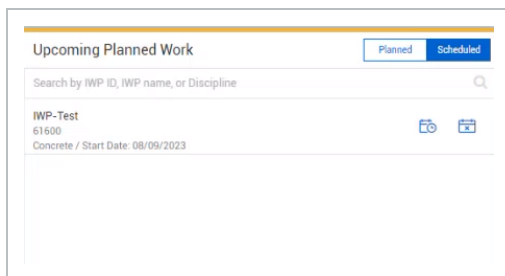 Upcoming Planned Work
Planned
Scheduled
Search by IWP ID, IWP name, or Discipline
IWP-Test
61600
Concrete / Start Date: 08/09/2023